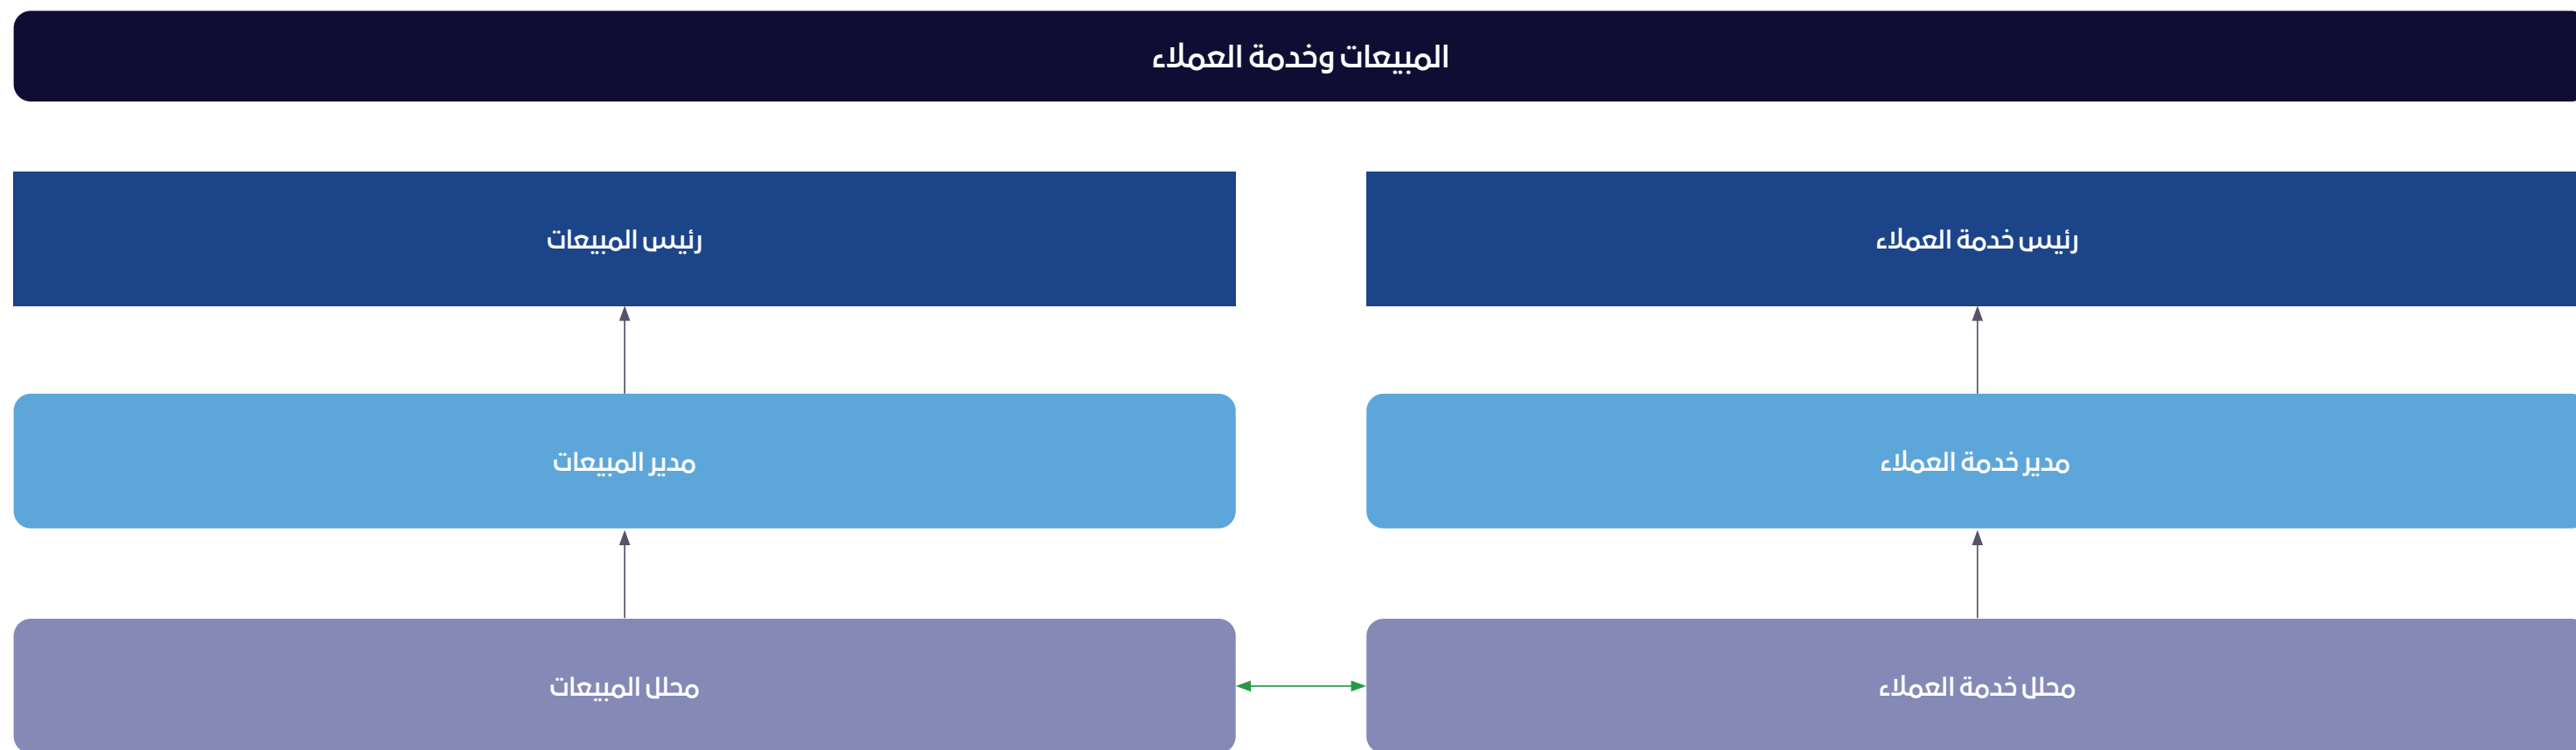 المبيعات وخدمة العملاء
رئيس خدمة العملاء
رئيس المبيعات
مدير خدمة العملاء
مدير المبيعات
محلل خدمة العملاء
محلل المبيعات